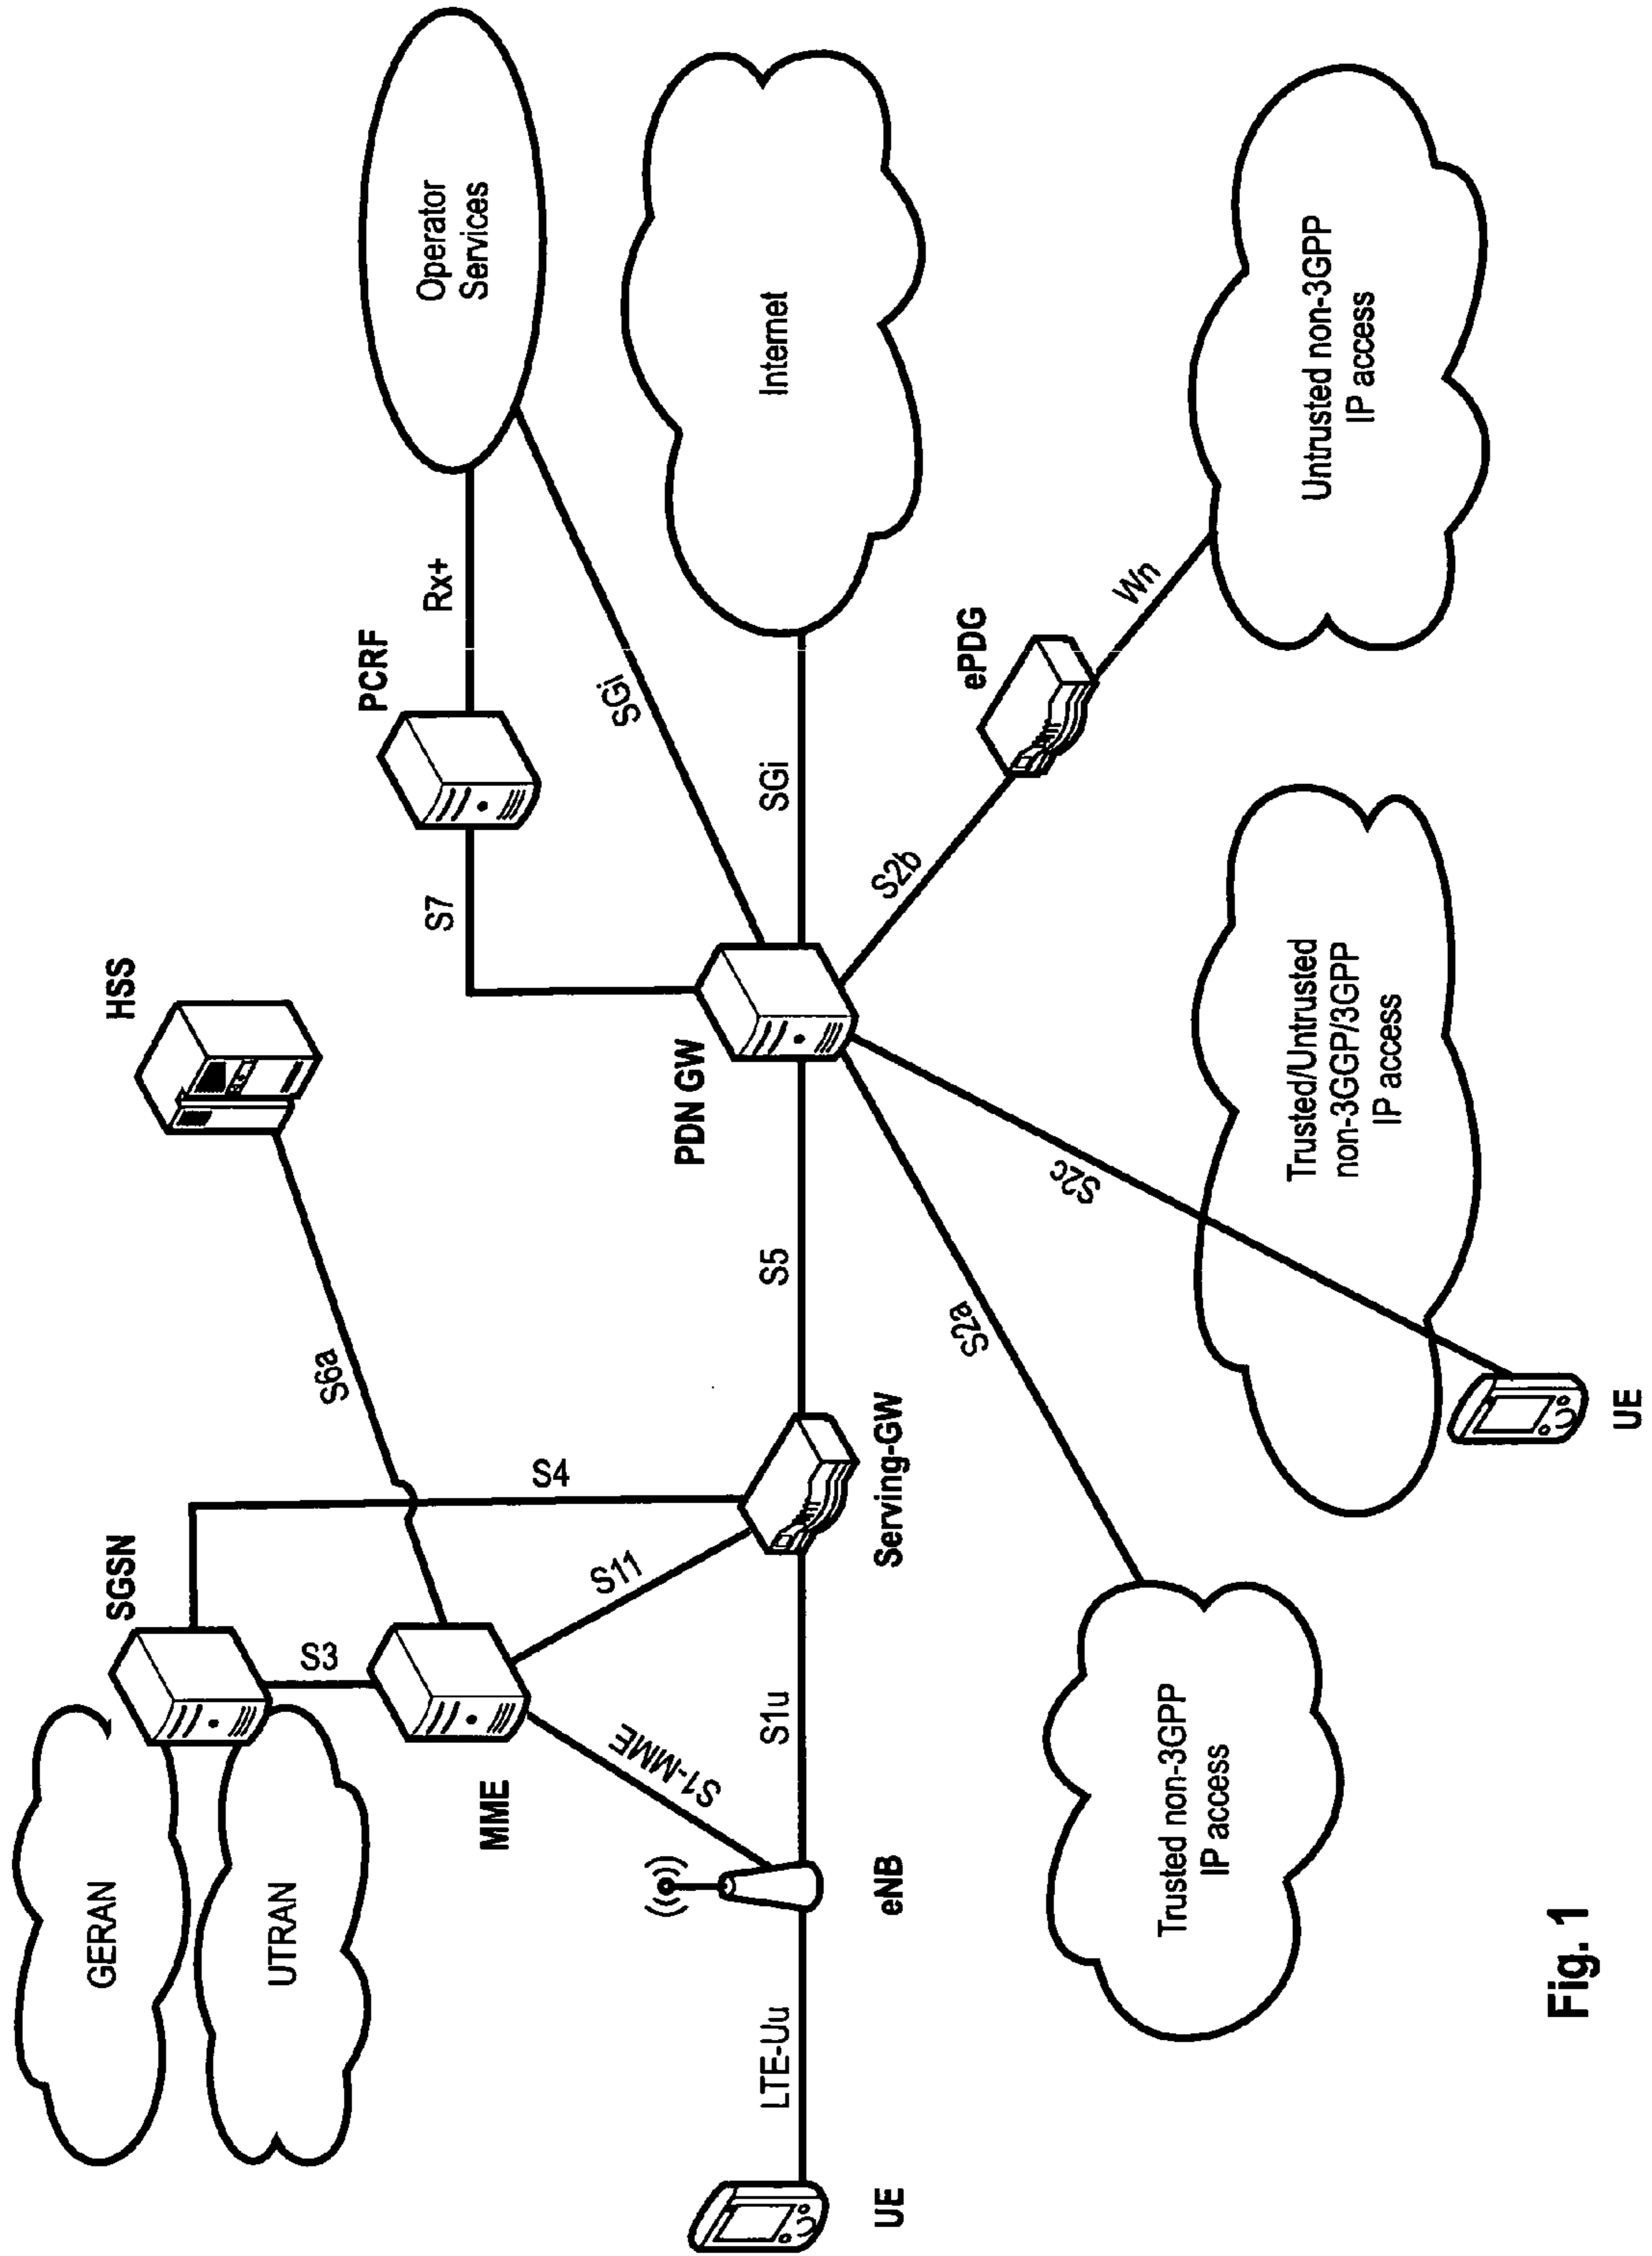 GERAN
UTRAN
SGSN
S3
MME
S4
S6a
HSS
S11
S1-MME
UE
LTE-Uu
eNB
S1u
Serving-GW
S5
PDN GW
S7
PCRF
Rx+
Operator
Services
SGi
SGi
Internet
S2a
S2c
S2b
ePDG
Wn
Trusted non-3GPP
IP access
UE
Trusted/Untrusted
non-3GGP/3GPP
IP access
Untrusted non-3GPP
IP access
Fig. 1